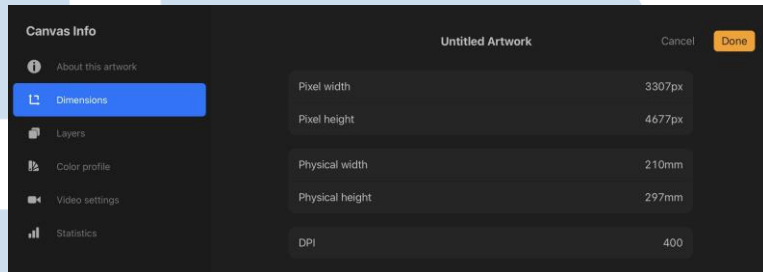 Canvas Info
Untitled Artwork
Cancel
Done
About this artwork
Dimensions
Layers
Color profile
Video settings
Statistics
Pixel width 3307px
Pixel height 4677px
Physical width 210mm
Physical height 297mm
DPI 400